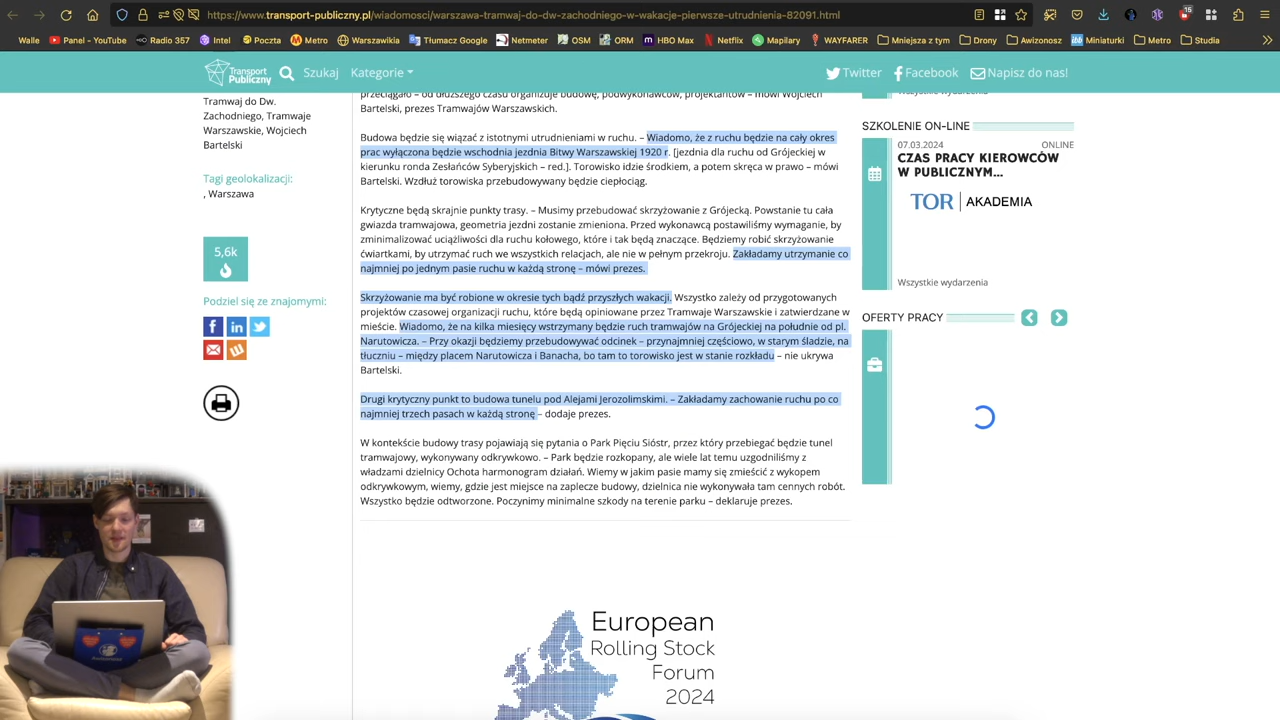 https://www.transport-publiczny.pl/wiadomosci/warszawa-tramwaj-do-dw-zachodniego-w-wakacje-pierwsze-utrudnienia-82091.html
15
Walle
Panel - YouTube
Radio 357
Intel
Poczta
Metro
Warszawikia
Tłumacz Google
Netmeter
OSM
ORM
HBO Max
Netflix
Mapilary
WAYFARER
Mniejsza z tym
Drony
Awizonosz
Miniaturki
Metro
Studia
Transport Publiczny
Szukaj
Kategorie
Twitter
Facebook
Napisz do nas!
Tramwaj do Dw.
Zachodniego, Tramwaje
Warszawskie, Wojciech
Bartelski
Tagi geolokalizacji:
, Warszawa
5,6k
Podziel się ze znajomymi:
przeciągało – od dłuższego czasu organizuje budowę, podwykonawców, projektantów – mówi Wojciech
Bartelski, prezes Tramwajów Warszawskich.
Budowa będzie się wiązać z istotnymi utrudnieniami w ruchu. – Wiadomo, że z ruchu będzie na cały okres
prac wyłączona będzie wschodnia jezdnia Bitwy Warszawskiej 1920 r. [jezdnia dla ruchu od Grójeckiej w
kierunku ronda Zesłańców Syberyjskich – red.]. Torowisko idzie środkiem, a potem skręca w prawo – mówi
Bartelski. Wzdłuż torowiska przebudowywany będzie ciepłociąg.
Krytyczne będą skrajnie punkty trasy. – Musimy przebudować skrzyżowanie z Grójecką. Powstanie tu cała
gwiazda tramwajowa, geometria jezdni zostanie zmieniona. Przed wykonawcą postawiliśmy wymaganie, by
zminimalizować uciążliwości dla ruchu kołowego, które i tak będą znaczące. Będziemy robić skrzyżowanie
ćwiartkami, by utrzymać ruch we wszystkich relacjach, ale nie w pełnym przekroju. Zakładamy utrzymanie co
najmniej po jednym pasie ruchu w każdą stronę – mówi prezes.
Skrzyżowanie ma być robione w okresie tych bądź przyszłych wakacji. Wszystko zależy od przygotowanych
projektów czasowej organizacji ruchu, które będą opiniowane przez Tramwaje Warszawskie i zatwierdzane w
mieście. Wiadomo, że na kilka miesięcy wstrzymany będzie ruch tramwajów na Grójeckiej na południe od pl.
Narutowicza. – Przy okazji będziemy przebudowywać odcinek – przynajmniej częściowo, w starym śladzie, na
tłuczniu – między placem Narutowicza i Banacha, bo tam to torowisko jest w stanie rozkładu – nie ukrywa
Bartelski.
Drugi krytyczny punkt to budowa tunelu pod Alejami Jerozolimskimi. – Zakładamy zachowanie ruchu po co
najmniej trzech pasach w każdą stronę – dodaje prezes.
W kontekście budowy trasy pojawiają się pytania o Park Pięciu Sióstr, przez który przebiegać będzie tunel
tramwajowy, wykonywany odkrywkowo. – Park będzie rozkopany, ale wiele lat temu uzgodniliśmy z
władzami dzielnicy Ochota harmonogram działań. Wiemy w jakim pasie mamy się zmieścić z wykopem
odkrywkowym, wiemy, gdzie jest miejsce na zaplecze budowy, dzielnica nie wykonywała tam cennych robót.
Wszystko będzie odtworzone. Poczynimy minimalne szkody na terenie parku – deklaruje prezes.
European
Rolling Stock
Forum
2024
SZKOLENIE ON-LINE
07.03.2024
ONLINE
CZAS PRACY KIEROWCÓW
W PUBLICZNYM...
TOR | AKADEMIA
Wszystkie wydarzenia
OFERTY PRACY